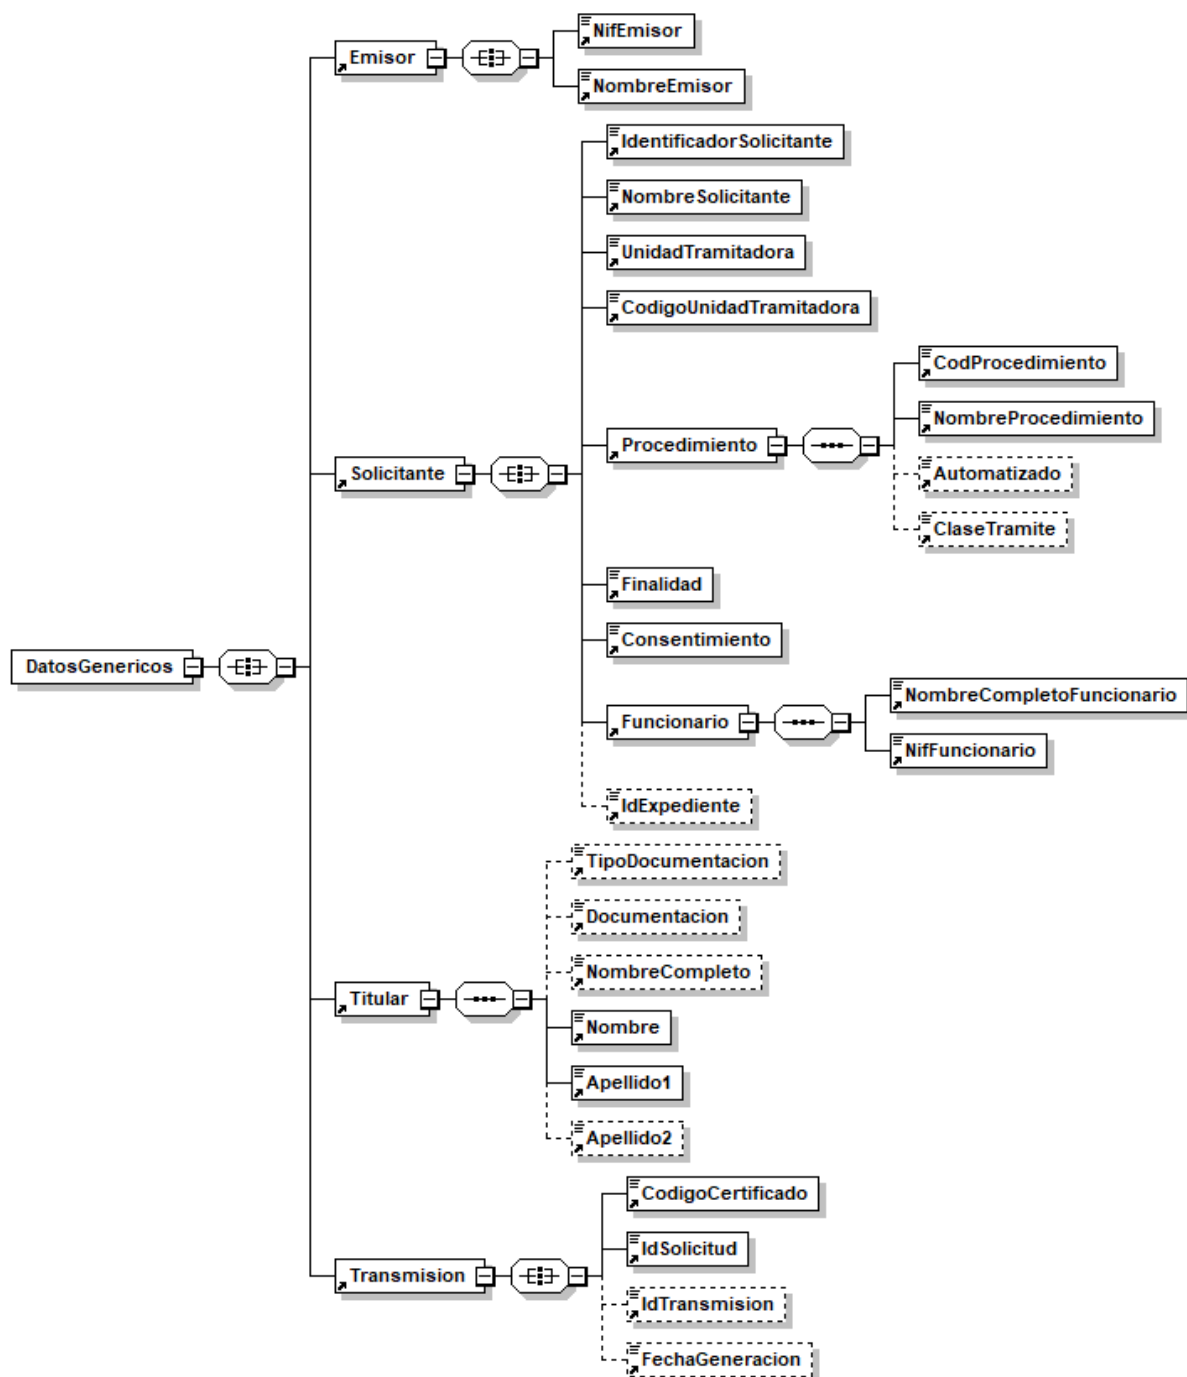 NifEmisor
Emisor
NombreEmisor
IdentificadorSolicitante
NombreSolicitante
UnidadTramitadora
CodigoUnidadTramitadora
CodProcedimiento
NombreProcedimiento
Procedimiento
Automatizado
Solicitante
ClaseTramite
Finalidad
Consentimiento
DatosGenericos
NombreCompletoFuncionario
Funcionario
NifFuncionario
IdExpediente
TipoDocumentacion
Documentacion
NombreCompleto
Titular
Nombre
Apellido1
Apellido2
CodigoCertificado
IdSolicitud
Transmision
IdTransmision
FechaGeneracion